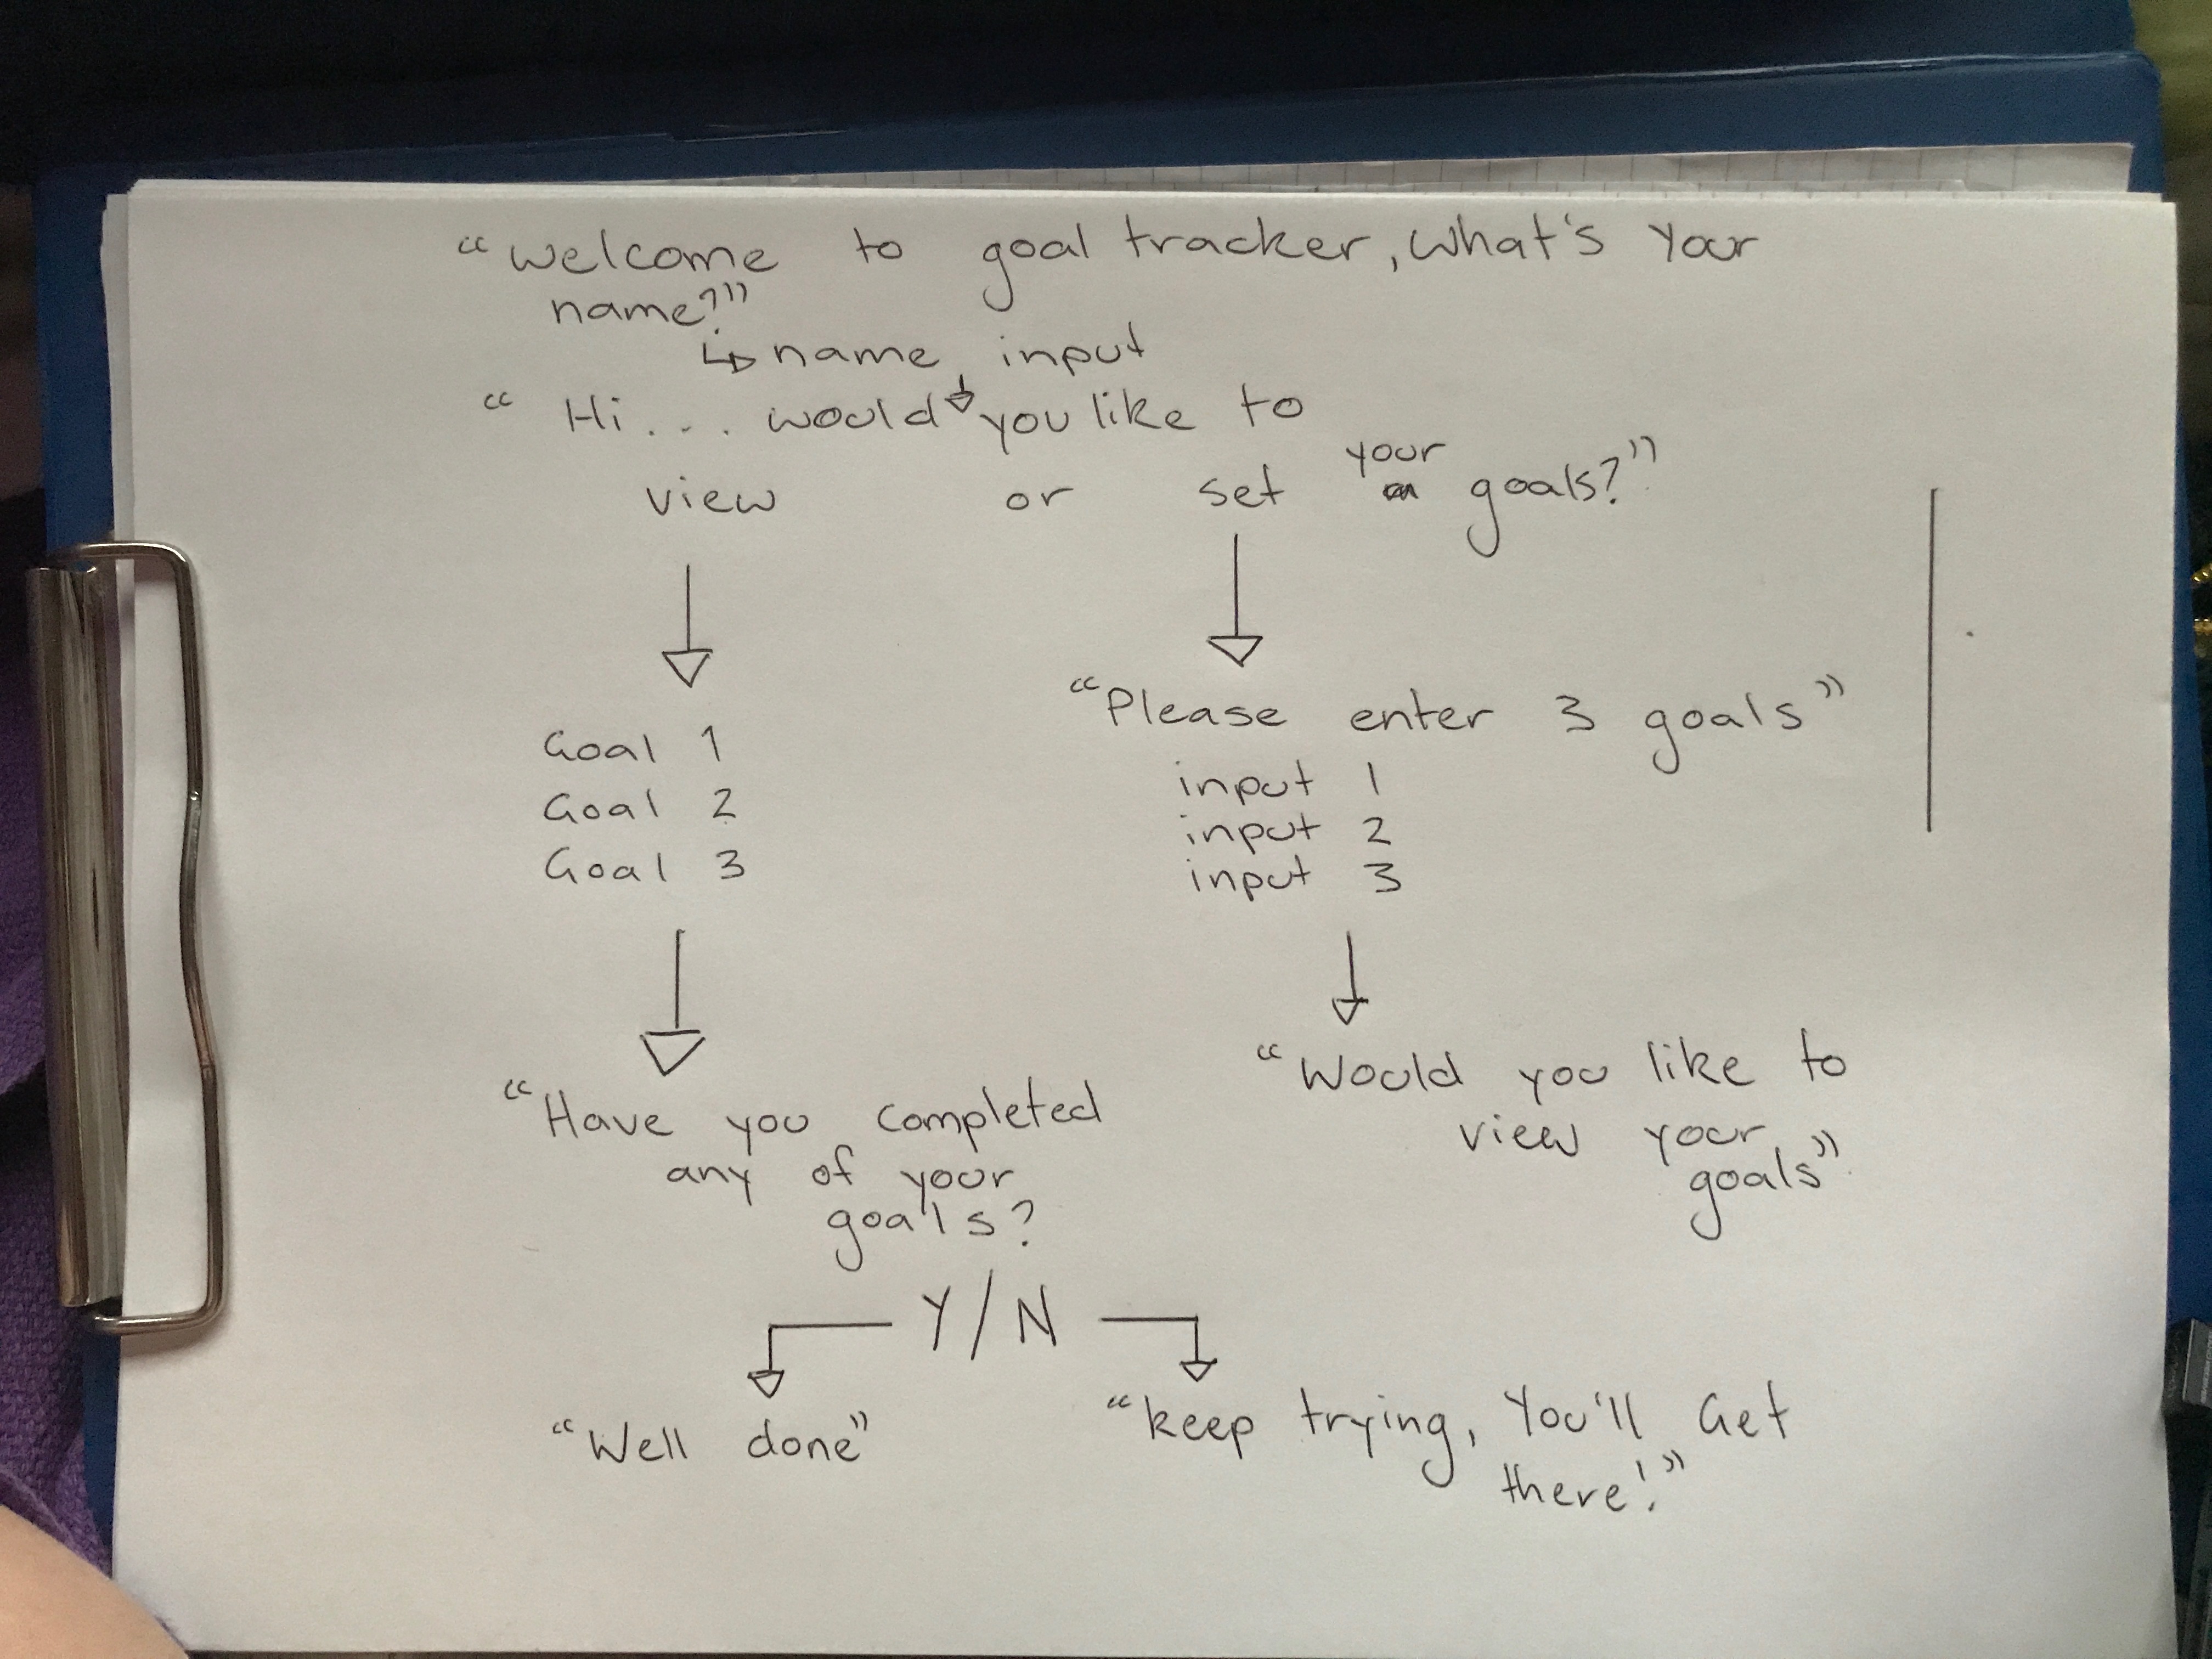 "Welcome to goal tracker, what's your
name?"
↳ name input
"Hi... would you like to
view or set your goals?"
Goal 1
Goal 2
Goal 3
"Please enter 3 goals"
input 1
input 2
input 3
"Have you completed
any of your
goals?
"Would you like to
view your
goals"
Y/N
"Well done"
"keep trying, you'll Get
there!"